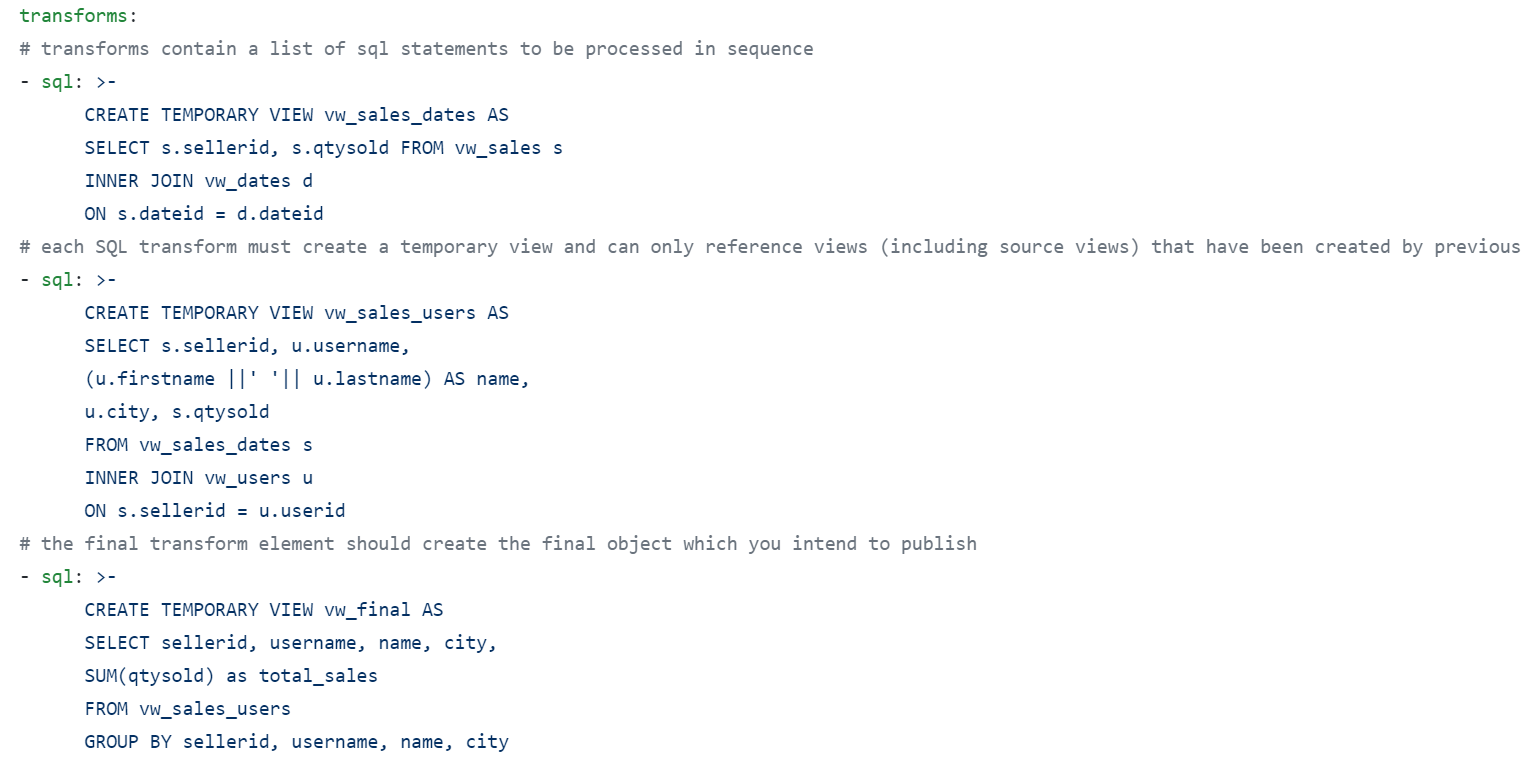 transforms:
# transforms contain a list of sql statements to be processed in sequence
- sql: >-
CREATE TEMPORARY VIEW vw_sales_dates AS
SELECT s.sellerid, s.qtysold FROM vw_sales s
INNER JOIN vw_dates d
ON s.dateid = d.dateid
# each SQL transform must create a temporary view and can only reference views (including source views) that have been created by previous
- sql: >-
CREATE TEMPORARY VIEW vw_sales_users AS
SELECT s.sellerid, u.username,
(u.firstname ||' '|| u.lastname) AS name,
u.city, s.qtysold
FROM vw_sales_dates s
INNER JOIN vw_users u
ON s.sellerid = u.userid
# the final transform element should create the final object which you intend to publish
- sql: >-
CREATE TEMPORARY VIEW vw_final AS
SELECT sellerid, username, name, city,
SUM(qtysold) as total_sales
FROM vw_sales_users
GROUP BY sellerid, username, name, city